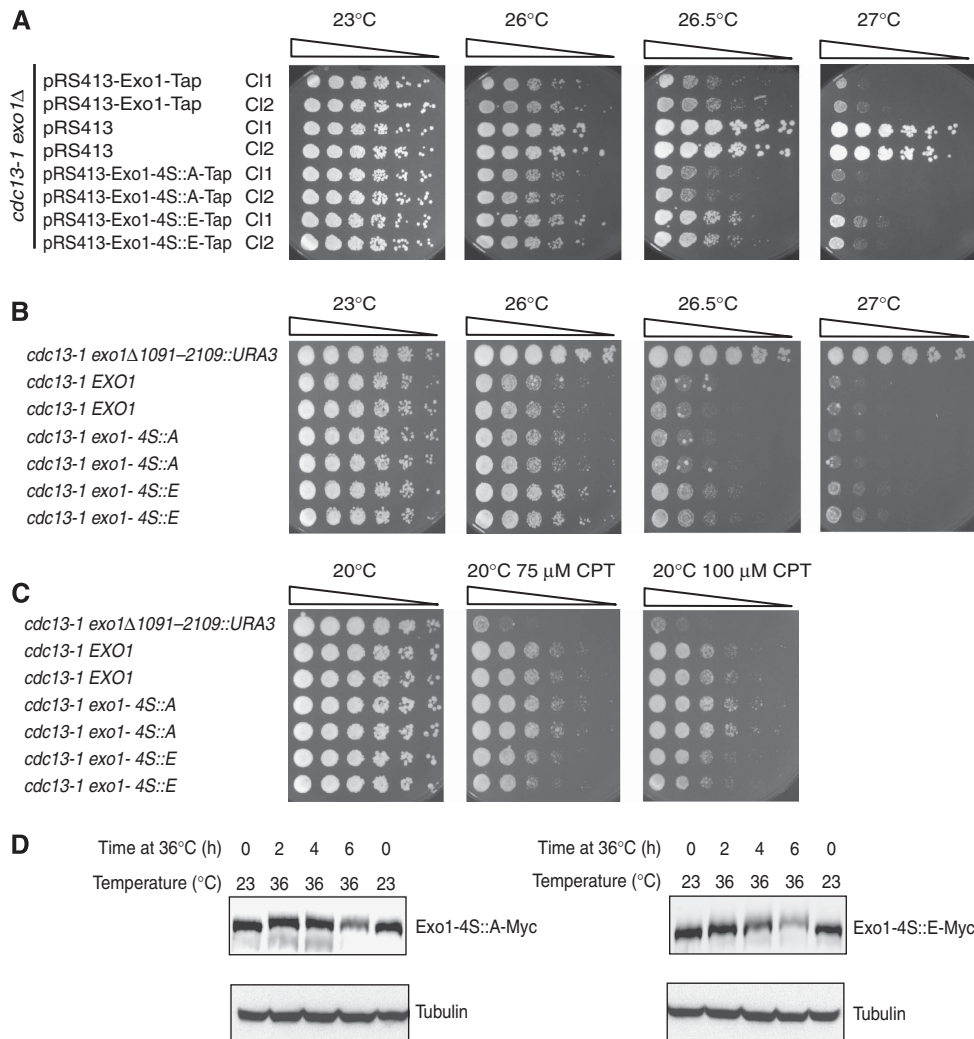 A
23°C 26°C 26.5°C 27°C
cdc13-1 exo1Δ
pRS413-Exo1-Tap Cl1
pRS413-Exo1-Tap Cl2
pRS413 Cl1
pRS413 Cl2
pRS413-Exo1-4S::A-Tap Cl1
pRS413-Exo1-4S::A-Tap Cl2
pRS413-Exo1-4S::E-Tap Cl1
pRS413-Exo1-4S::E-Tap Cl2
B
23°C 26°C 26.5°C 27°C
cdc13-1 exo1Δ1091–2109::URA3
cdc13-1 EXO1
cdc13-1 EXO1
cdc13-1 exo1- 4S::A
cdc13-1 exo1- 4S::A
cdc13-1 exo1- 4S::E
cdc13-1 exo1- 4S::E
C
20°C 20°C 75 μM CPT 20°C 100 μM CPT
cdc13-1 exo1Δ1091–2109::URA3
cdc13-1 EXO1
cdc13-1 EXO1
cdc13-1 exo1- 4S::A
cdc13-1 exo1- 4S::A
cdc13-1 exo1- 4S::E
cdc13-1 exo1- 4S::E
D
Time at 36°C (h) 0 2 4 6 0
Temperature (°C) 23 36 36 36 23
Exo1-4S::A-Myc
Tubulin
Time at 36°C (h) 0 2 4 6 0
Temperature (°C) 23 36 36 36 23
Exo1-4S::E-Myc
Tubulin